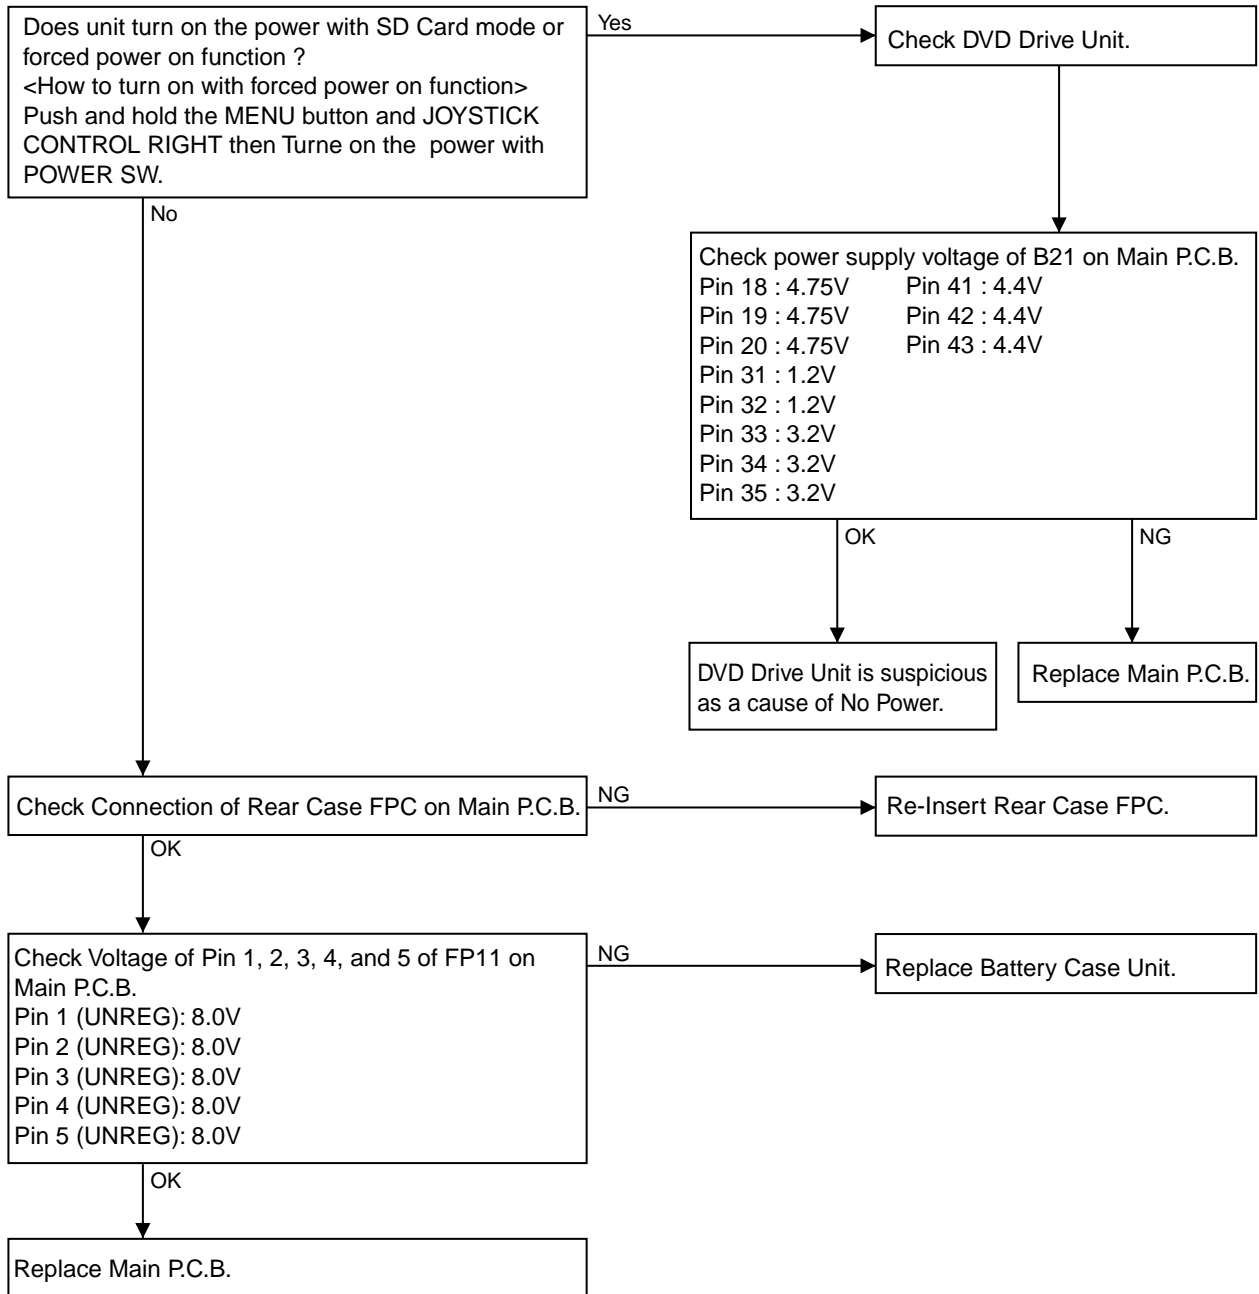 Does unit turn on the power with SD Card mode or
forced power on function ?
<How to turn on with forced power on function>
Push and hold the MENU button and JOYSTICK
CONTROL RIGHT then Turne on the  power with
POWER SW.
Yes
Check DVD Drive Unit.
No
Check power supply voltage of B21 on Main P.C.B.
Pin 18 : 4.75V  Pin 41 : 4.4V
Pin 19 : 4.75V  Pin 42 : 4.4V
Pin 20 : 4.75V  Pin 43 : 4.4V
Pin 31 : 1.2V
Pin 32 : 1.2V
Pin 33 : 3.2V
Pin 34 : 3.2V
Pin 35 : 3.2V
OK
NG
DVD Drive Unit is suspicious
as a cause of No Power.
Replace Main P.C.B.
Check Connection of Rear Case FPC on Main P.C.B.
NG
Re-Insert Rear Case FPC.
OK
Check Voltage of Pin 1, 2, 3, 4, and 5 of FP11 on
Main P.C.B.
Pin 1 (UNREG): 8.0V
Pin 2 (UNREG): 8.0V
Pin 3 (UNREG): 8.0V
Pin 4 (UNREG): 8.0V
Pin 5 (UNREG): 8.0V
NG
Replace Battery Case Unit.
OK
Replace Main P.C.B.